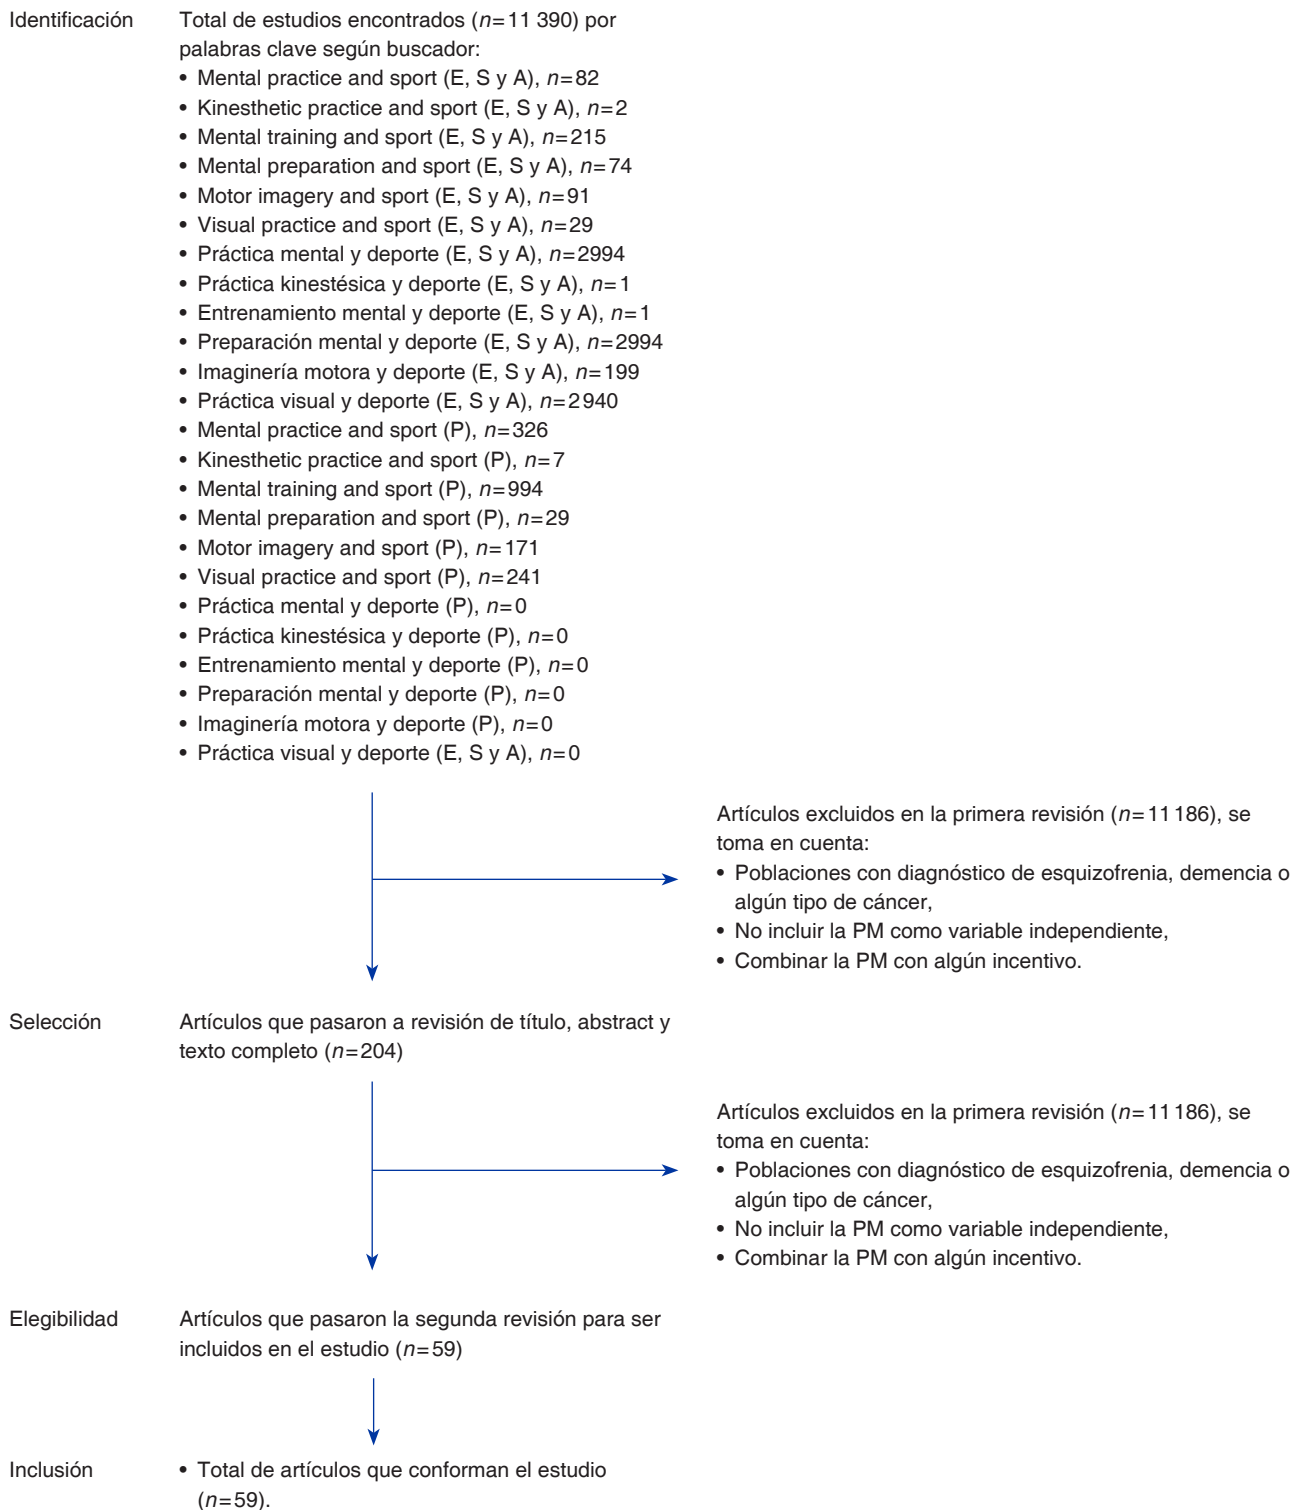 Identificación
Total de estudios encontrados (n=11 390) por
palabras clave según buscador:
• Mental practice and sport (E, S y A), n=82
• Kinesthetic practice and sport (E, S y A), n=2
• Mental training and sport (E, S y A), n=215
• Mental preparation and sport (E, S y A), n=74
• Motor imagery and sport (E, S y A), n=91
• Visual practice and sport (E, S y A), n=29
• Práctica mental y deporte (E, S y A), n=2994
• Práctica kinestésica y deporte (E, S y A), n=1
• Entrenamiento mental y deporte (E, S y A), n=1
• Preparación mental y deporte (E, S y A), n=2994
• Imaginería motora y deporte (E, S y A), n=199
• Práctica visual y deporte (E, S y A), n=2 940
• Mental practice and sport (P), n=326
• Kinesthetic practice and sport (P), n=7
• Mental training and sport (P), n=994
• Mental preparation and sport (P), n=29
• Motor imagery and sport (P), n=171
• Visual practice and sport (P), n=241
• Práctica mental y deporte (P), n=0
• Práctica kinestésica y deporte (P), n=0
• Entrenamiento mental y deporte (P), n=0
• Preparación mental y deporte (P), n=0
• Imaginería motora y deporte (P), n=0
• Práctica visual y deporte (E, S y A), n=0
Artículos excluidos en la primera revisión (n=11 186), se
toma en cuenta:
• Poblaciones con diagnóstico de esquizofrenia, demencia o
algún tipo de cáncer,
• No incluir la PM como variable independiente,
• Combinar la PM con algún incentivo.
Selección
Artículos que pasaron a revisión de título, abstract y
texto completo (n=204)
Artículos excluidos en la primera revisión (n=11 186), se
toma en cuenta:
• Poblaciones con diagnóstico de esquizofrenia, demencia o
algún tipo de cáncer,
• No incluir la PM como variable independiente,
• Combinar la PM con algún incentivo.
Elegibilidad
Artículos que pasaron la segunda revisión para ser
incluidos en el estudio (n=59)
Inclusión
• Total de artículos que conforman el estudio
(n=59).